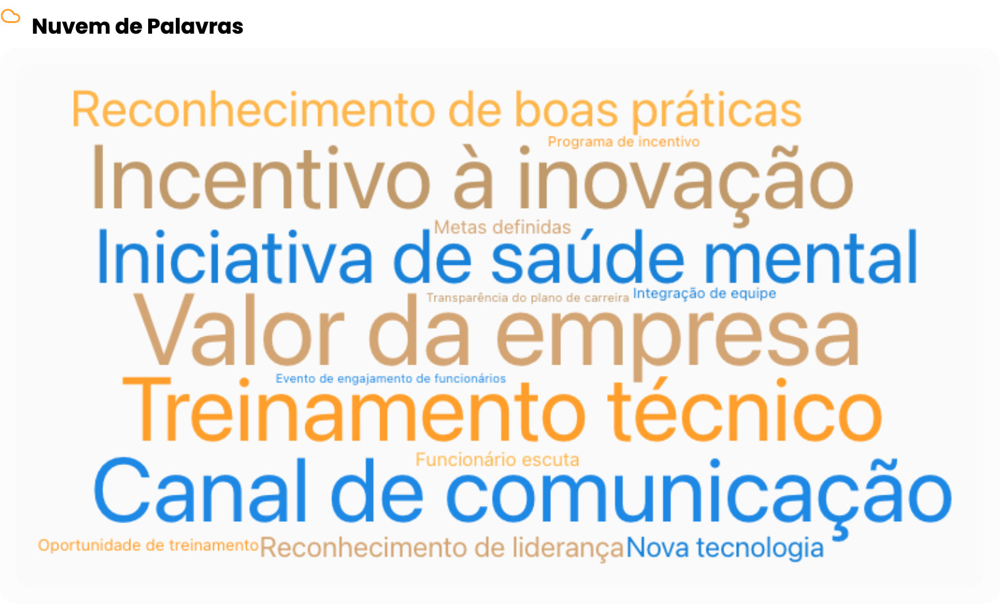 Nuvem de Palavras
Reconhecimento de boas práticas
Programa de incentivo
Incentivo à inovação
Metas definidas
Iniciativa de saúde mental
Transparência do plano de carreira
Integração de equipe
Valor da empresa
Evento de engajamento de funcionários
Treinamento técnico
Funcionário escuta
Canal de comunicação
Oportunidade de treinamento
Reconhecimento de liderança
Nova tecnologia